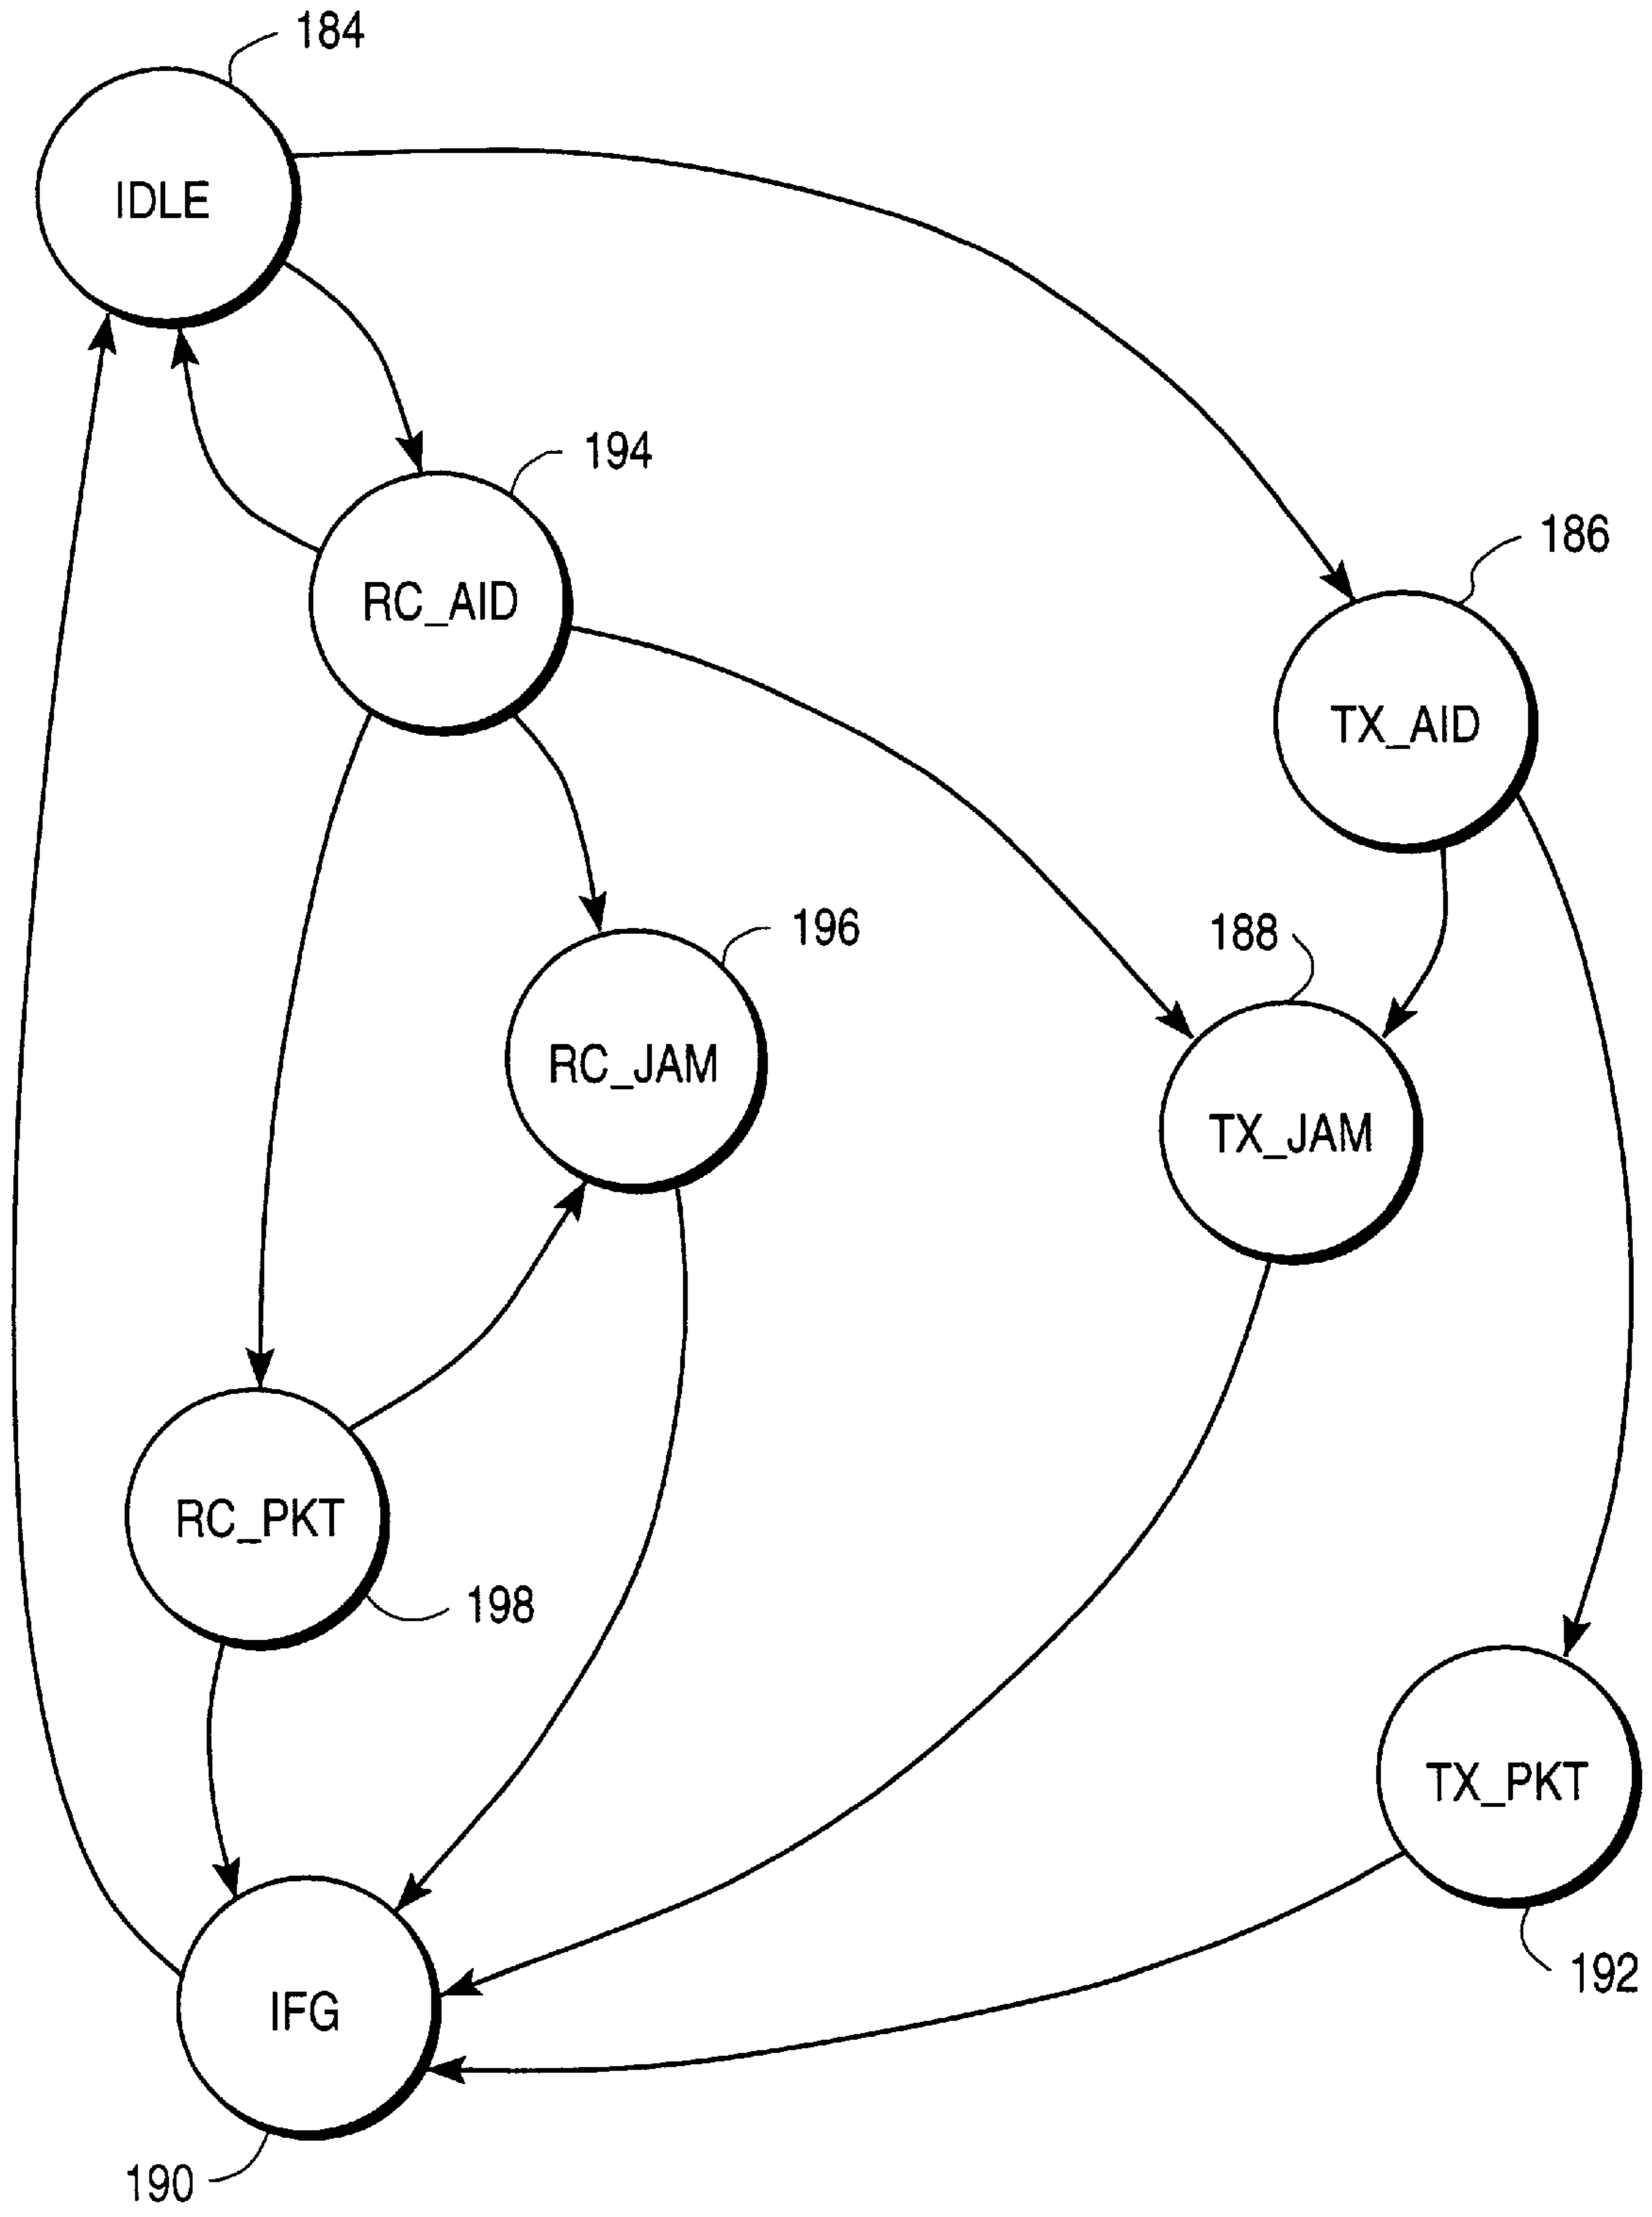 184
IDLE
194
RC_AID
186
TX_AID
196
188
RC_JAM
TX_JAM
RC_PKT
198
TX_PKT
192
IFG
190